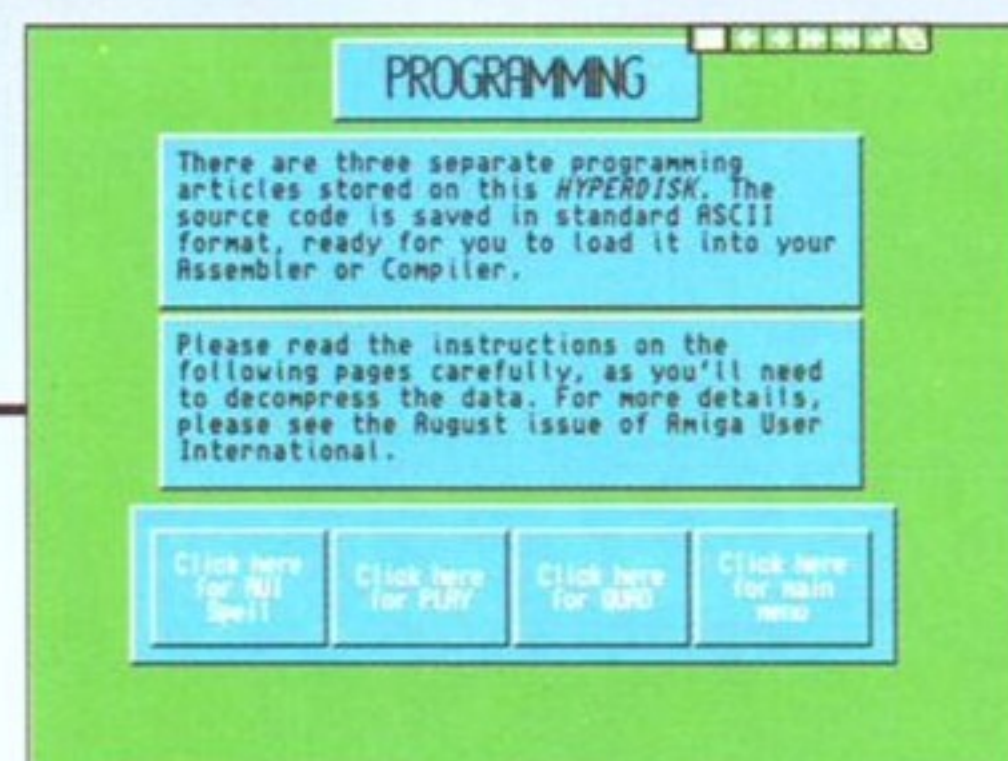 PROGRAMMING
There are three separate programming
articles stored on this HYPERDISK. The
source code is saved in standard ASCII
format, ready for you to load it into your
Assembler or Compiler.
Please read the instructions on the
following pages carefully, as you'll need
to decompress the data. For more details,
please see the August issue of Amiga User
International.
Click here
for AUI
Spell
Click here
for PLAY
Click here
for QUAD
Click here
for main
menu